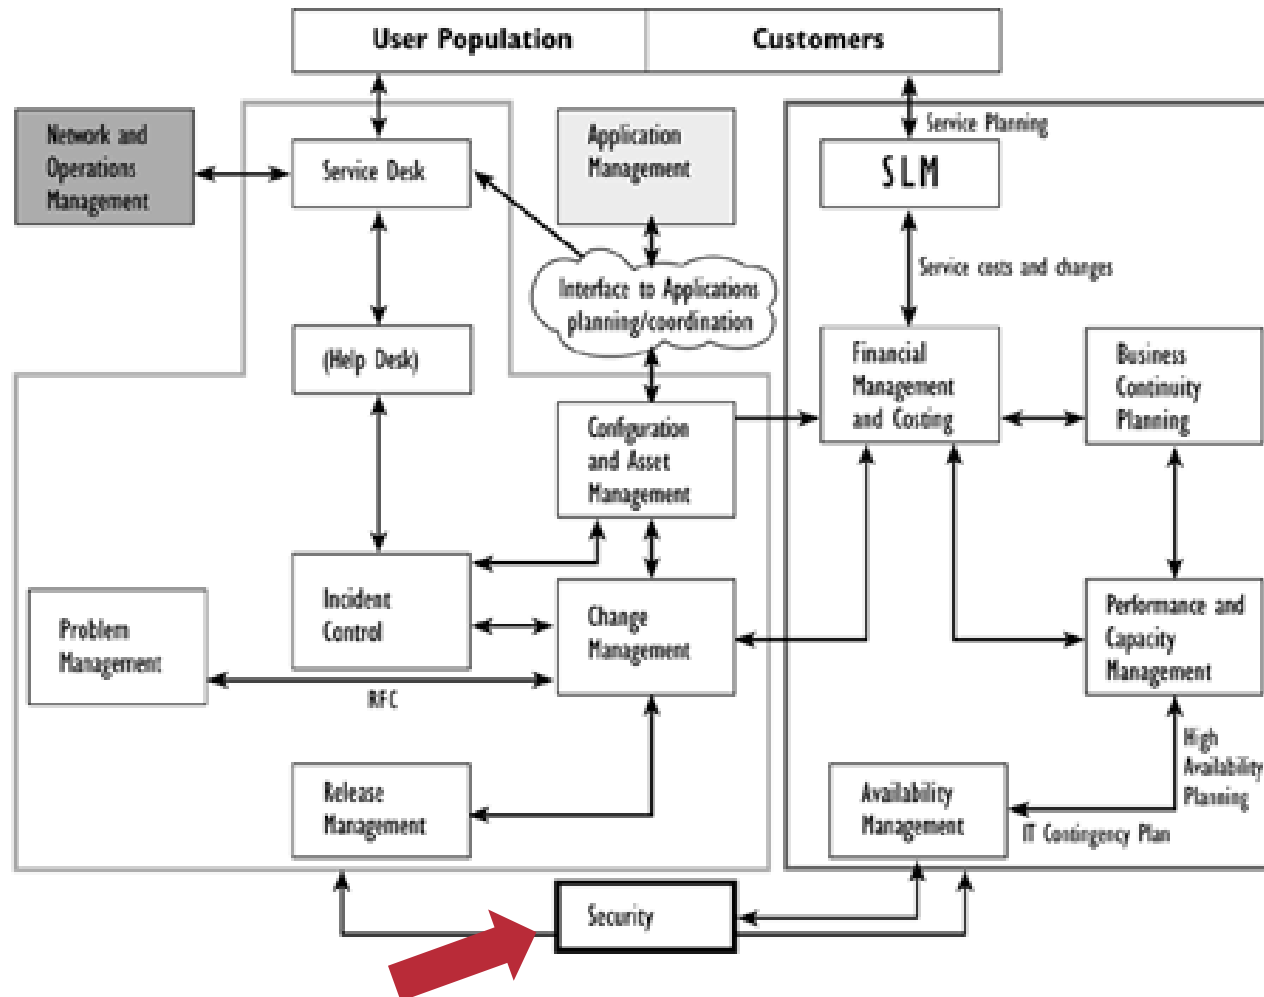 User Population
Customers
Network and
Operations
Management
Service Desk
Application
Management
Service Planning
SLM
Interface to Applications
planning/coordination
Service costs and changes
(Help Desk)
Configuration
and Asset
Management
Financial
Management
and Costing
Business
Continuity
Planning
Problem
Management
Incident
Control
Change
Management
Performance and
Capacity
Management
RFC
Release
Management
Availability
Management
High
Availability
Planning
IT Contingency Plan
Security